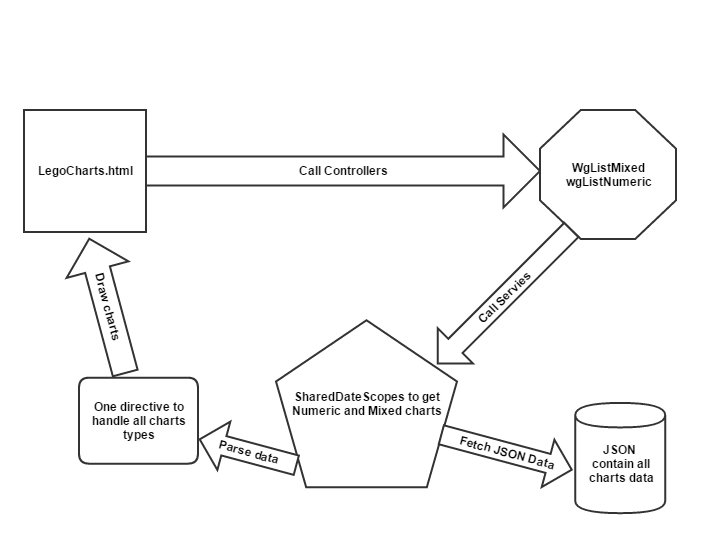 LegoCharts.html
Call Controllers
WgListMixed
wgListNumeric
Call Servies
SharedDateScopes to get
Numeric and Mixed charts
Fetch JSON Data
JSON
contain all
charts data
Parse data
One directive to
handle all charts
types
Draw charts